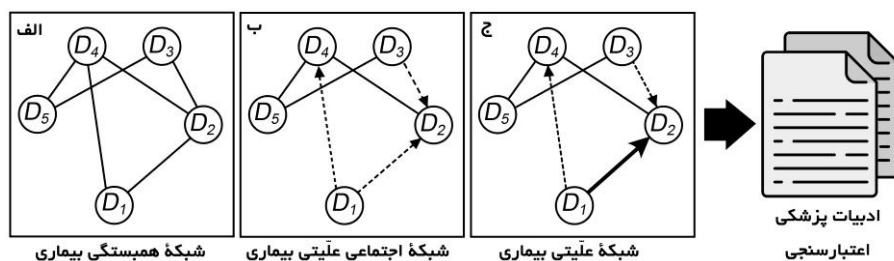 الف
D4
D3
D5
D2
D1
شبکهٔ همبستگی بیماری
ب
D4
D3
D5
D2
D1
شبکهٔ اجتماعی علّیتی بیماری
ج
D4
D3
D5
D2
D1
شبکهٔ علّیتی بیماری
ادبیات پزشکی
اعتبارسنجی